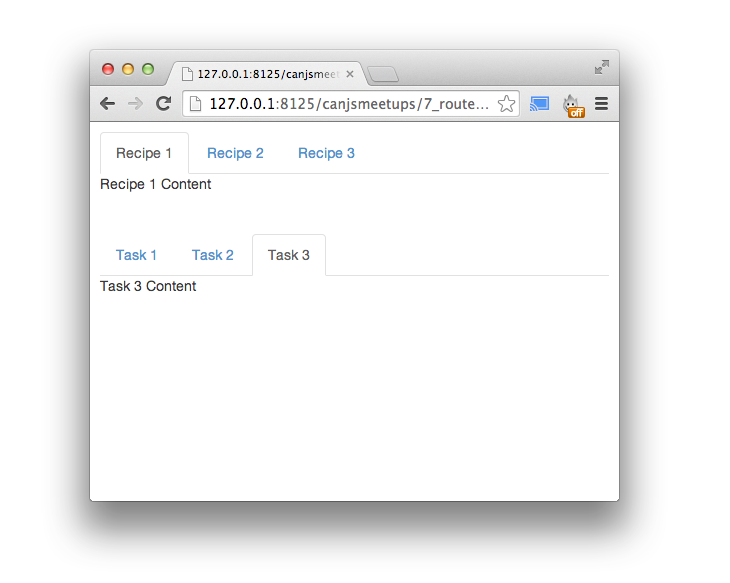 127.0.0.1:8125/canjsmeet
127.0.0.1:8125/canjsmeetups/7_route...
off
Recipe 1 Recipe 2 Recipe 3
Recipe 1 Content
Task 1 Task 2 Task 3
Task 3 Content